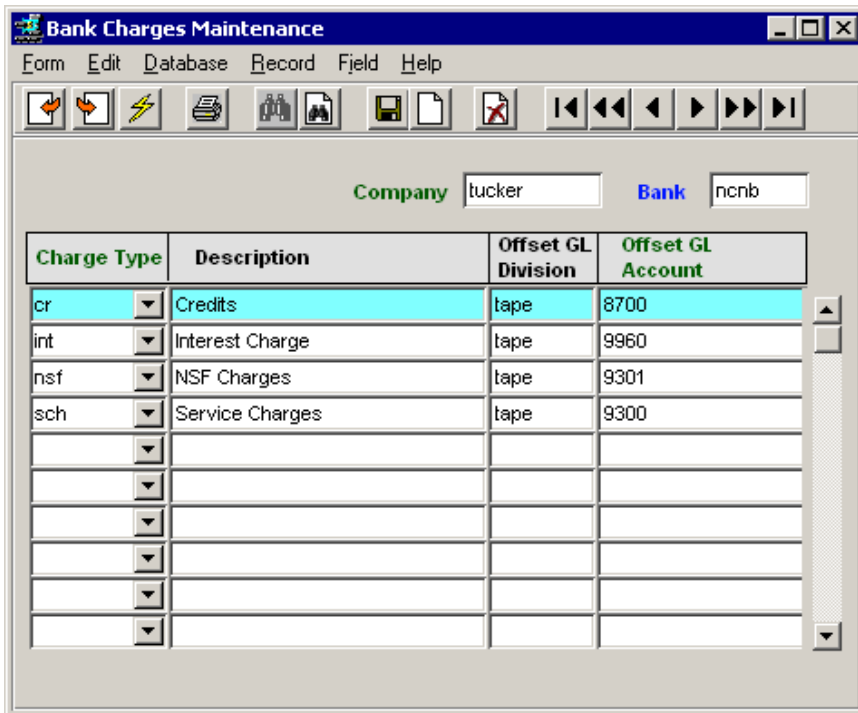 Bank Charges Maintenance
Form Edit Database Record Field Help
Company tucker Bank ncnb
Charge Type Description Offset GL Division Offset GL Account
cr Credits tape 8700
int Interest Charge tape 9960
nsf NSF Charges tape 9301
sch Service Charges tape 9300